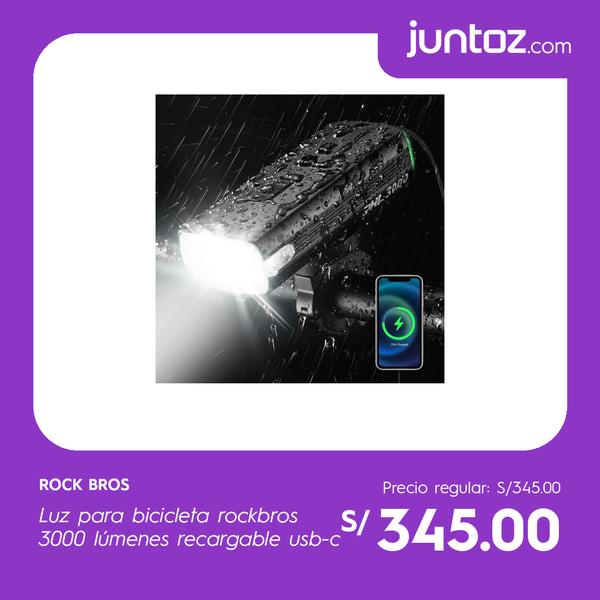 juntoz.com
ROCK BROS
Luz para bicicleta rockbros
3000 lúmenes recargable usb-c
Precio regular: S/345.00
S/ 345.00